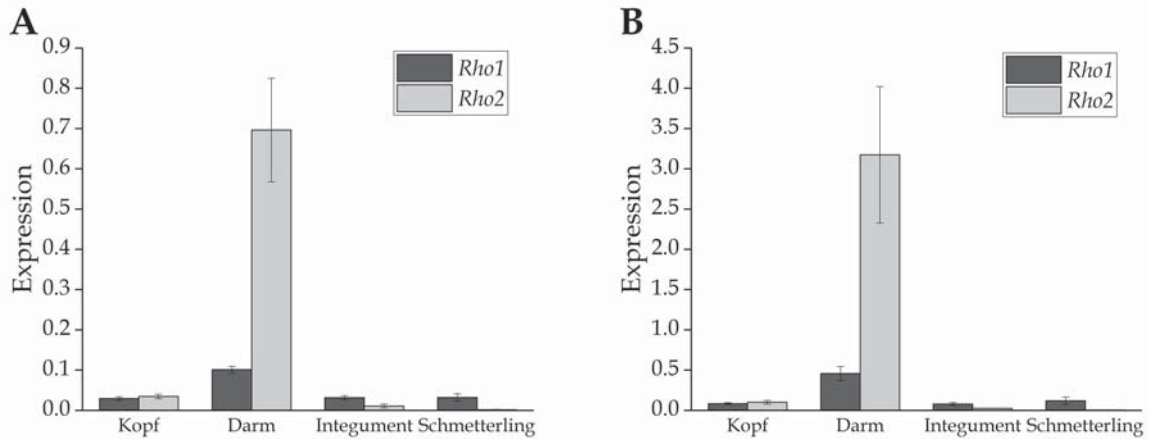 A
0.9
0.8
0.7
0.6
0.5
0.4
0.3
0.2
0.1
0.0
Expression
Rho1
Rho2
Kopf Darm Integument Schmetterling
B
4.5
4.0
3.5
3.0
2.5
2.0
1.5
1.0
0.5
0.0
Expression
Rho1
Rho2
Kopf Darm Integument Schmetterling